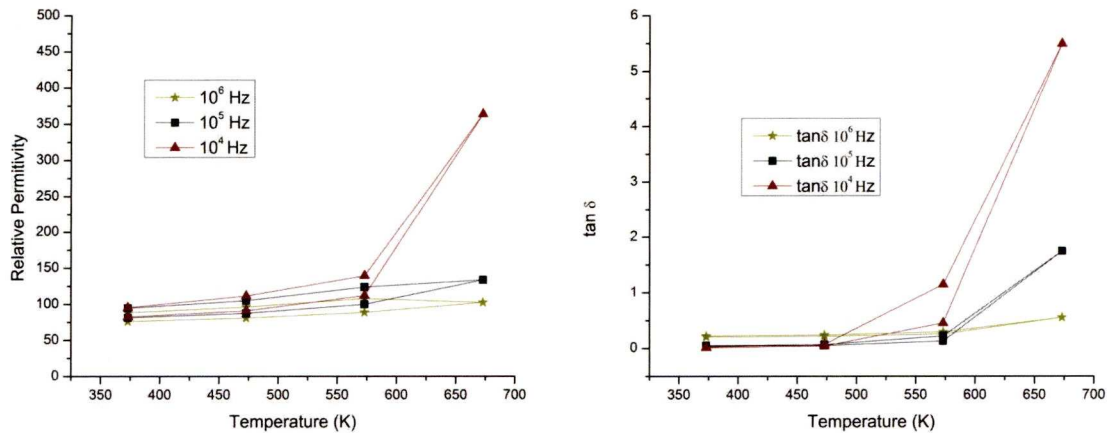 500
450
400
350
300
250
200
150
100
50
0
Relative Permitivity
10⁶ Hz
10⁵ Hz
10⁴ Hz
350 400 450 500 550 600 650 700
Temperature (K)
6
5
4
3
2
1
0
tan δ
tanδ 10⁶ Hz
tanδ 10⁵ Hz
tanδ 10⁴ Hz
350 400 450 500 550 600 650 700
Temperature (K)